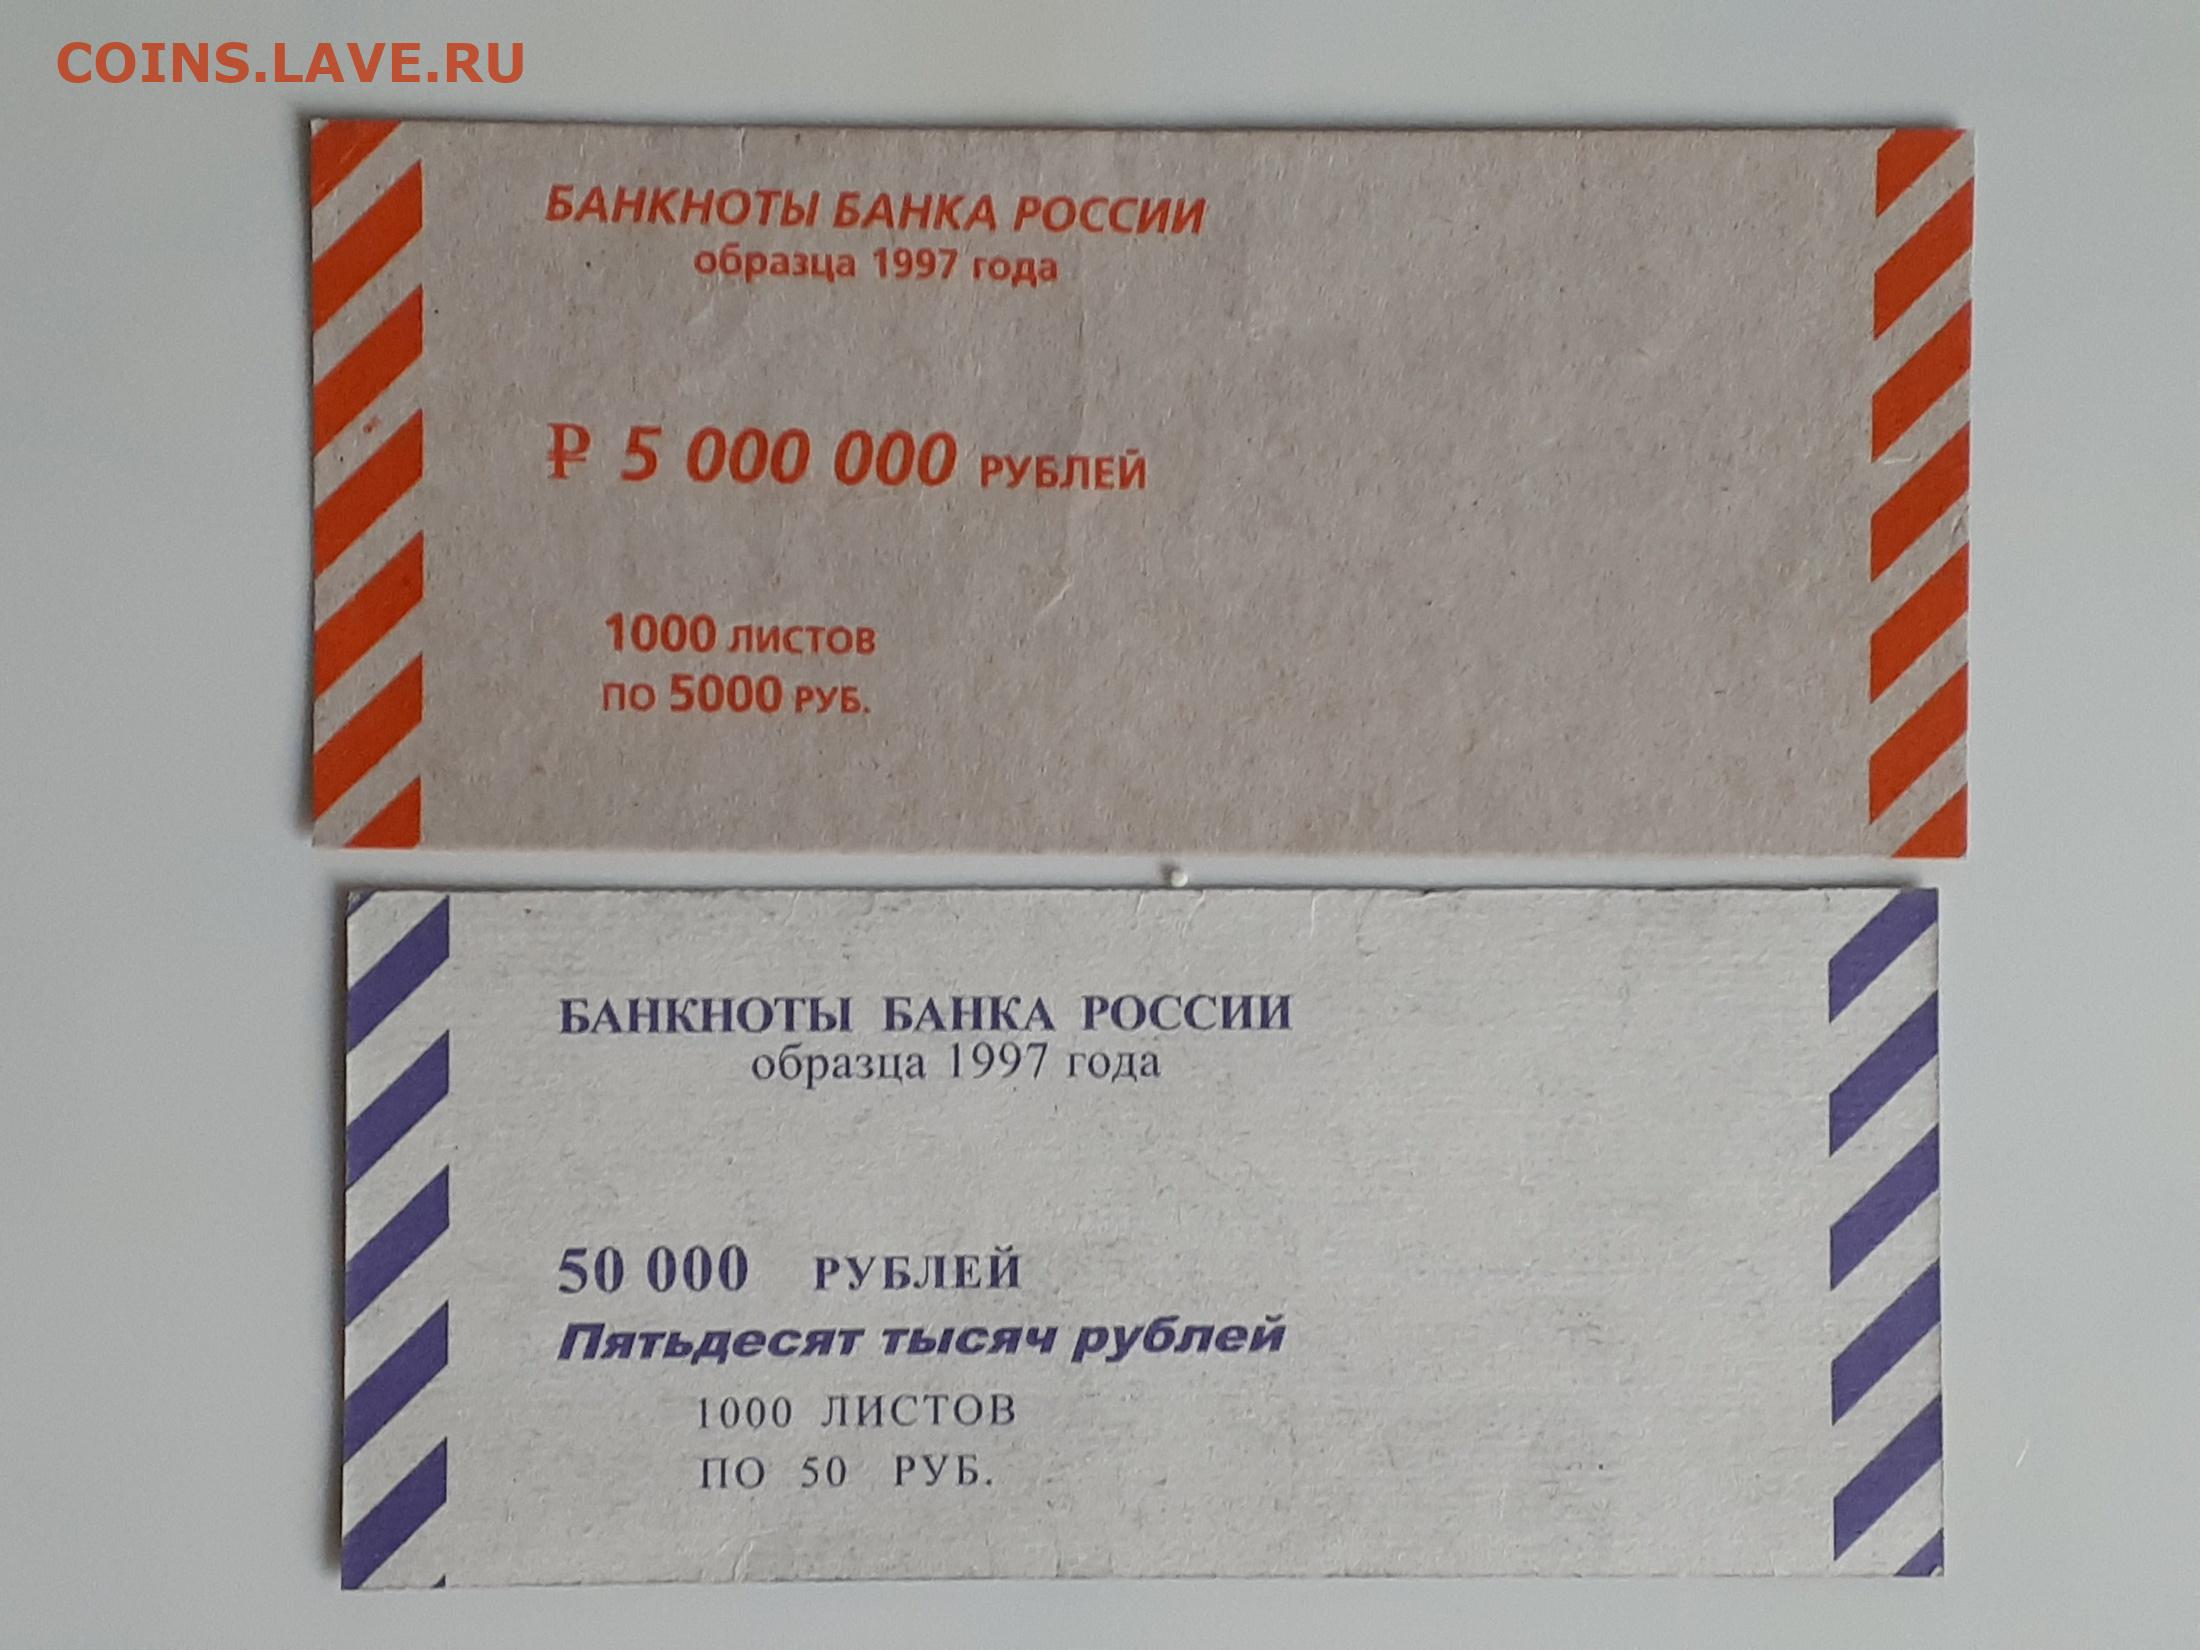 COINS.LAVE.RU
БАНКНОТЫ БАНКА РОССИИ
образца 1997 года
₽ 5 000 000 РУБЛЕЙ
1000 ЛИСТОВ
ПО 5000 РУБ.
БАНКНОТЫ БАНКА РОССИИ
образца 1997 года
50 000 РУБЛЕЙ
Пятьдесят тысяч рублей
1000 ЛИСТОВ
ПО 50 РУБ.